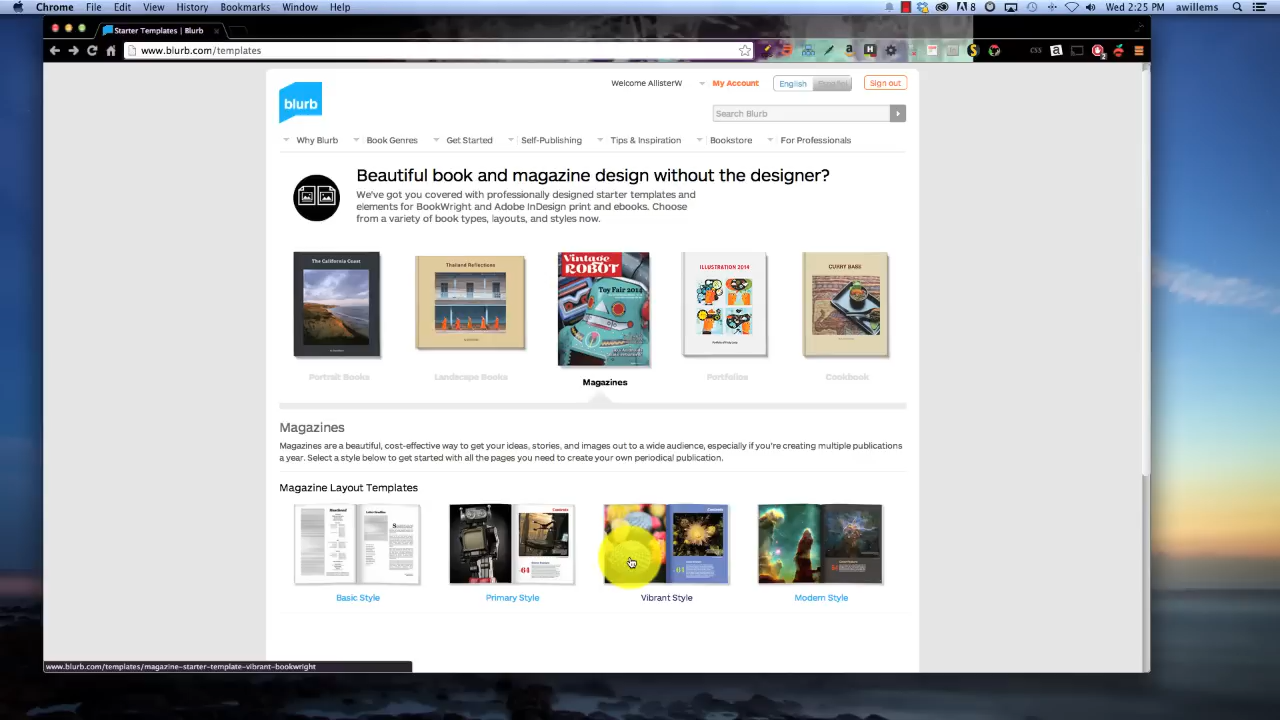 Chrome File Edit View History Bookmarks Window Help
8 Wed 2:25 PM awillems
Starter Templates | Blurb
www.blurb.com/templates
CSS
Welcome AllisterW My Account English Español Sign out
blurb
Search Blurb
Why Blurb Book Genres Get Started Self-Publishing Tips & Inspiration Bookstore For Professionals
Beautiful book and magazine design without the designer?
We've got you covered with professionally designed starter templates and
elements for BookWright and Adobe InDesign print and ebooks. Choose
from a variety of book types, layouts, and styles now.
The California Coast
Thailand Reflections
Vintage
ROBOT
Toy Fair 2014
ILLUSTRATION 2014
CURRY BABE
Portrait Books Landscape Books Magazines Portfolios Cookbook
Magazines
Magazines are a beautiful, cost-effective way to get your ideas, stories, and images out to a wide audience, especially if you're creating multiple publications
a year. Select a style below to get started with all the pages you need to create your own periodical publication.
Magazine Layout Templates
Contents
Contents
Basic Style Primary Style Vibrant Style Modern Style
www.blurb.com/templates/magazine-starter-template-vibrant-bookwright